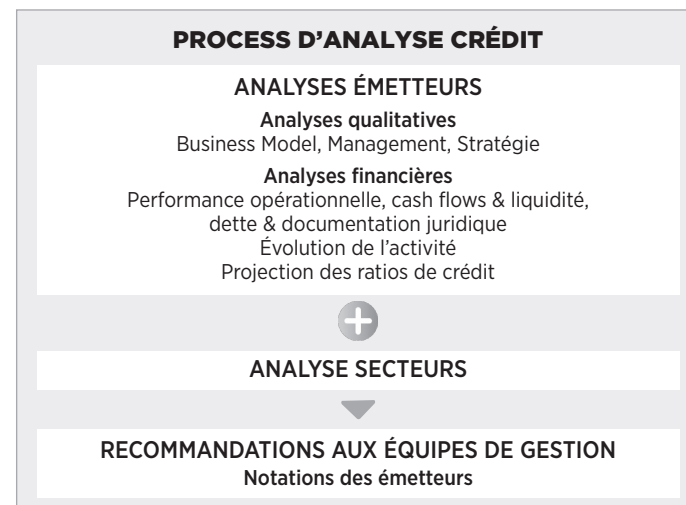 PROCESS D’ANALYSE CRÉDIT
ANALYSES ÉMETTEURS
Analyses qualitatives
Business Model, Management, Stratégie
Analyses financières
Performance opérationnelle, cash flows & liquidité,
dette & documentation juridique
Évolution de l’activité
Projection des ratios de crédit
ANALYSE SECTEURS
RECOMMANDATIONS AUX ÉQUIPES DE GESTION
Notations des émetteurs